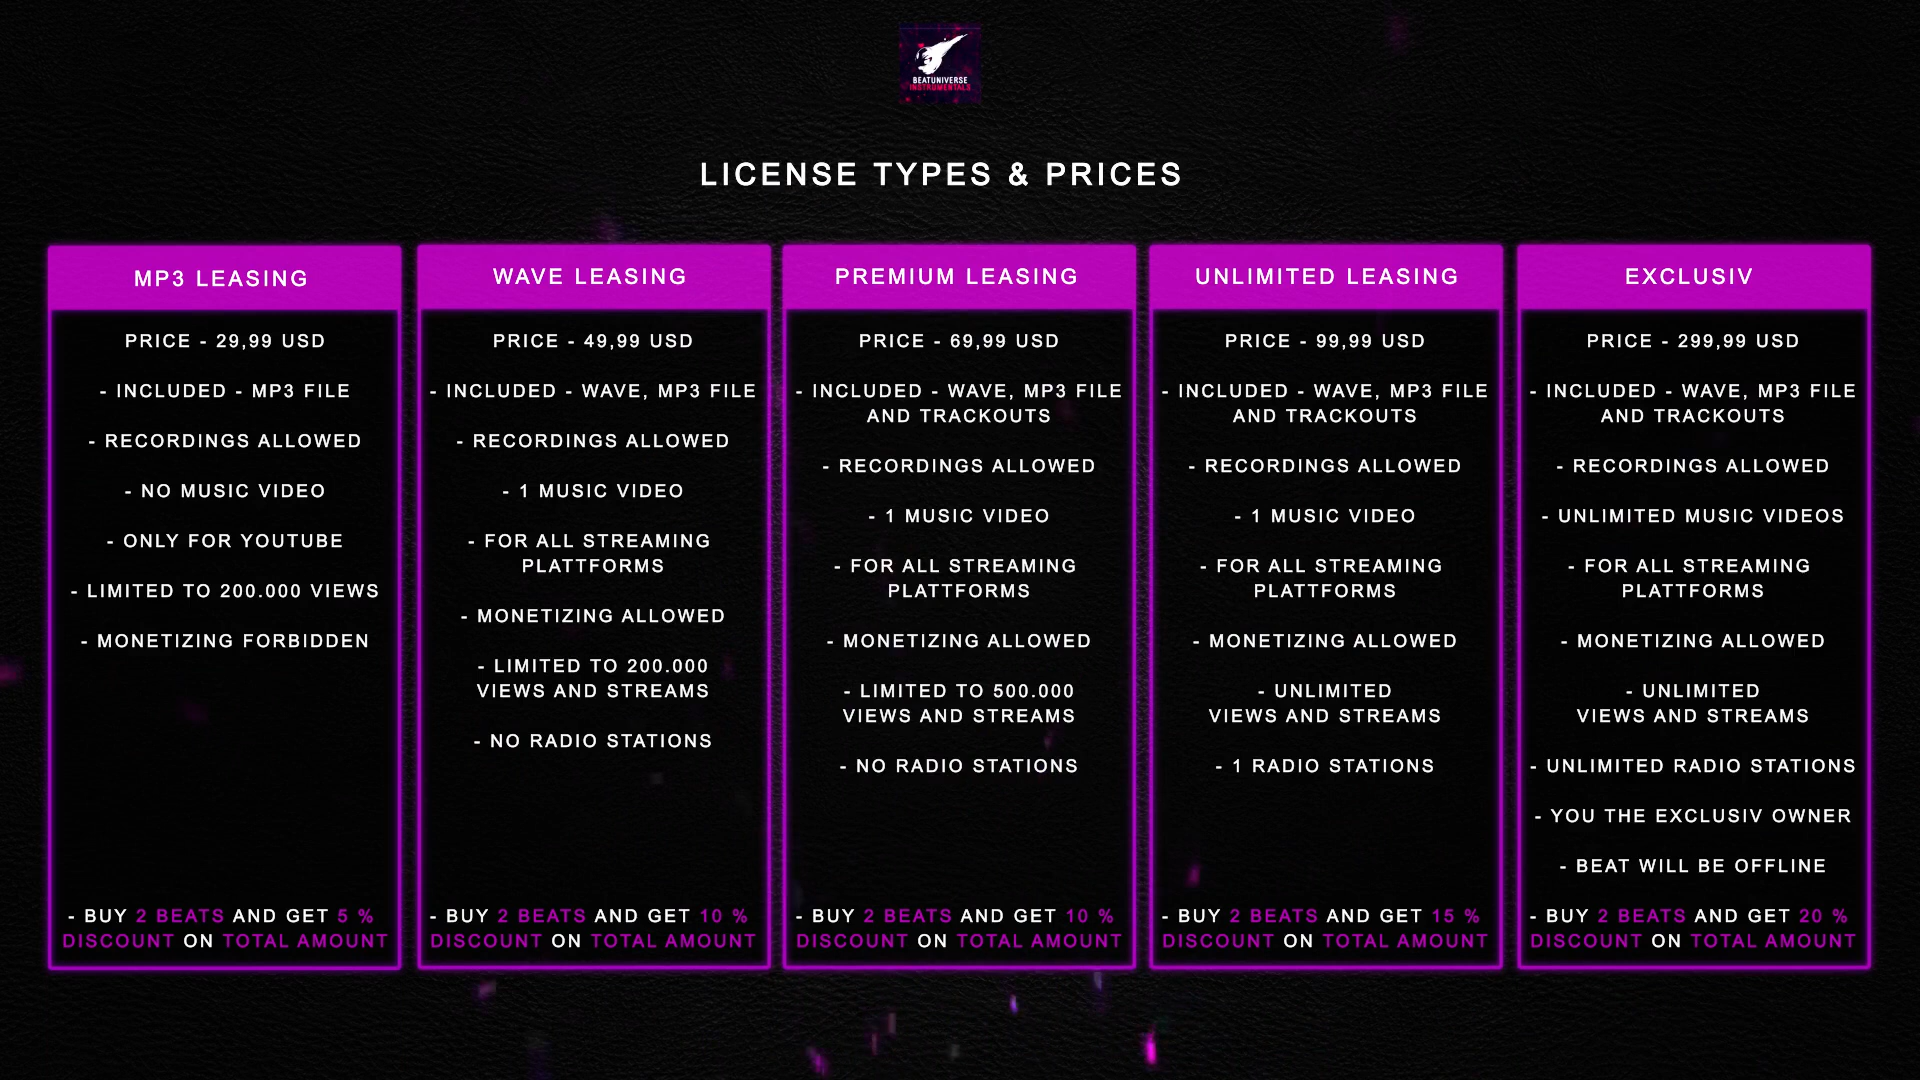 BEATUNIVERSE
INSTRUMENTALS
LICENSE TYPES & PRICES
MP3 LEASING
PRICE - 29,99 USD
- INCLUDED - MP3 FILE
- RECORDINGS ALLOWED
- NO MUSIC VIDEO
- ONLY FOR YOUTUBE
- LIMITED TO 200.000 VIEWS
- MONETIZING FORBIDDEN
- BUY 2 BEATS AND GET 5 %
DISCOUNT ON TOTAL AMOUNT
WAVE LEASING
PRICE - 49,99 USD
- INCLUDED - WAVE, MP3 FILE
- RECORDINGS ALLOWED
- 1 MUSIC VIDEO
- FOR ALL STREAMING
PLATTFORMS
- MONETIZING ALLOWED
- LIMITED TO 200.000
VIEWS AND STREAMS
- NO RADIO STATIONS
- BUY 2 BEATS AND GET 10 %
DISCOUNT ON TOTAL AMOUNT
PREMIUM LEASING
PRICE - 69,99 USD
- INCLUDED - WAVE, MP3 FILE
AND TRACKOUTS
- RECORDINGS ALLOWED
- 1 MUSIC VIDEO
- FOR ALL STREAMING
PLATTFORMS
- MONETIZING ALLOWED
- LIMITED TO 500.000
VIEWS AND STREAMS
- NO RADIO STATIONS
- BUY 2 BEATS AND GET 10 %
DISCOUNT ON TOTAL AMOUNT
UNLIMITED LEASING
PRICE - 99,99 USD
- INCLUDED - WAVE, MP3 FILE
AND TRACKOUTS
- RECORDINGS ALLOWED
- 1 MUSIC VIDEO
- FOR ALL STREAMING
PLATTFORMS
- MONETIZING ALLOWED
- UNLIMITED
VIEWS AND STREAMS
- 1 RADIO STATIONS
- BUY 2 BEATS AND GET 15 %
DISCOUNT ON TOTAL AMOUNT
EXCLUSIV
PRICE - 299,99 USD
- INCLUDED - WAVE, MP3 FILE
AND TRACKOUTS
- RECORDINGS ALLOWED
- UNLIMITED MUSIC VIDEOS
- FOR ALL STREAMING
PLATTFORMS
- MONETIZING ALLOWED
- UNLIMITED
VIEWS AND STREAMS
- UNLIMITED RADIO STATIONS
- YOU THE EXCLUSIV OWNER
- BEAT WILL BE OFFLINE
- BUY 2 BEATS AND GET 20 %
DISCOUNT ON TOTAL AMOUNT